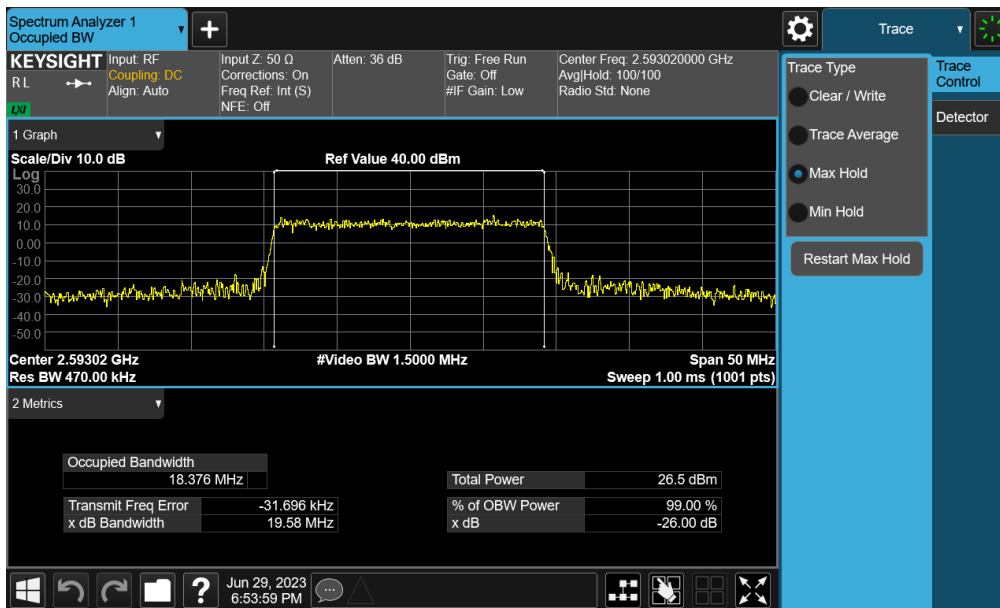 Spectrum Analyzer 1
Occupied BW
+
Trace
KEYSIGHT
R L
LXI
Input: RF
Coupling: DC
Align: Auto
Input Z: 50 Ω
Corrections: On
Freq Ref: Int (S)
NFE: Off
Atten: 36 dB
Trig: Free Run
Gate: Off
#IF Gain: Low
Center Freq: 2.593020000 GHz
Avg|Hold: 100/100
Radio Std: None
1 Graph
Scale/Div 10.0 dB
Ref Value 40.00 dBm
Log
30.0
20.0
10.0
0.00
-10.0
-20.0
-30.0
-40.0
-50.0
Center 2.59302 GHz
#Video BW 1.5000 MHz
Span 50 MHz
Res BW 470.00 kHz
Sweep 1.00 ms (1001 pts)
2 Metrics
Occupied Bandwidth
18.376 MHz
Total Power 26.5 dBm
Transmit Freq Error -31.696 kHz
% of OBW Power 99.00 %
x dB Bandwidth 19.58 MHz
x dB -26.00 dB
Trace Type
Clear / Write
Trace Average
Max Hold
Min Hold
Restart Max Hold
Trace
Control
Detector
?
Jun 29, 2023
6:53:59 PM